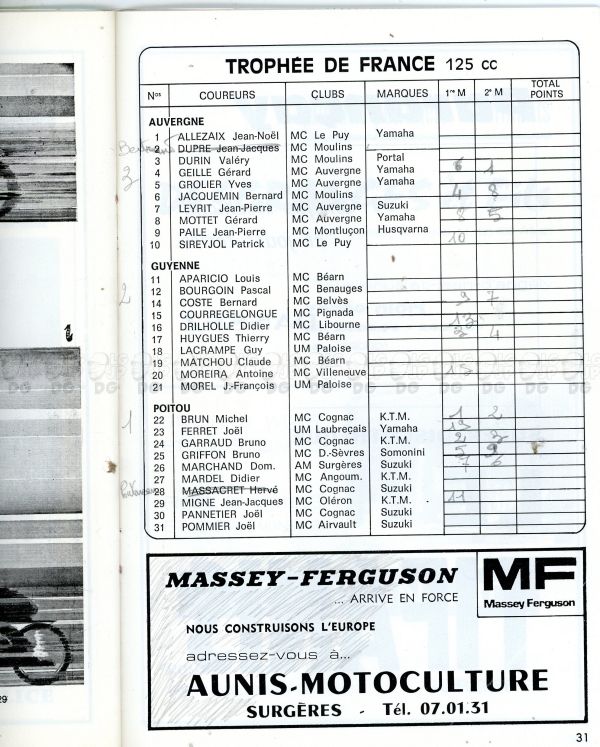 TROPHÉE DE FRANCE 125 cc
Nos COUREURS CLUBS MARQUES 1re M 2e M TOTAL POINTS
AUVERGNE
1 ALLEZAIX Jean-Noël MC Le Puy Yamaha
2 DUPRE Jean-Jacques MC Moulins
3 DURIN Valéry MC Moulins Portal
4 GEILLE Gérard MC Auvergne Yamaha 6 1
5 GROLIER Yves MC Auvergne Yamaha
6 JACQUEMIN Bernard MC Moulins 4 8
7 LEYRIT Jean-Pierre MC Auvergne Suzuki
8 MOTTET Gérard MC Auvergne Yamaha 8 5
9 PAILE Jean-Pierre MC Montluçon Husqvarna
10 SIREYJOL Patrick MC Le Puy 10
3
GUYENNE
11 APARICIO Louis MC Béarn
12 BOURGOIN Pascal MC Benauges
14 COSTE Bernard MC Belvès 9 7
15 COURREGELONGUE MC Pignada
16 DRILHOLLE Didier MC Libourne 13
17 HUYGUES Thierry MC Béarn 3 4
18 LACRAMPE Guy UM Paloise
19 MATCHOU Claude MC Béarn
20 MOREIRA Antoine MC Villeneuve
21 MOREL J.-François UM Paloise
2
POITOU
22 BRUN Michel MC Cognac K.T.M. 1 2
23 FERRET Joël UM Laubreçais Yamaha
24 GARRAUD Bruno MC Cognac K.T.M. 2 3
25 GRIFFON Bruno MC D.-Sèvres Somonini 5
26 MARCHAND Dom. AM Surgères Suzuki 7 6
27 MARDEL Didier MC Angoum. K.T.M.
28 MASSACRET Hervé MC Cognac Suzuki
29 MIGNE Jean-Jacques MC Oléron K.T.M. 11
30 PANNETIER Joël MC Cognac Suzuki
31 POMMIER Joël MC Airvault Suzuki
1
MASSEY-FERGUSON
... ARRIVE EN FORCE
MF
Massey Ferguson
NOUS CONSTRUISONS L'EUROPE
adressez-vous à...
AUNIS-MOTOCULTURE
SURGÈRES - Tél. 07.01.31
29
31